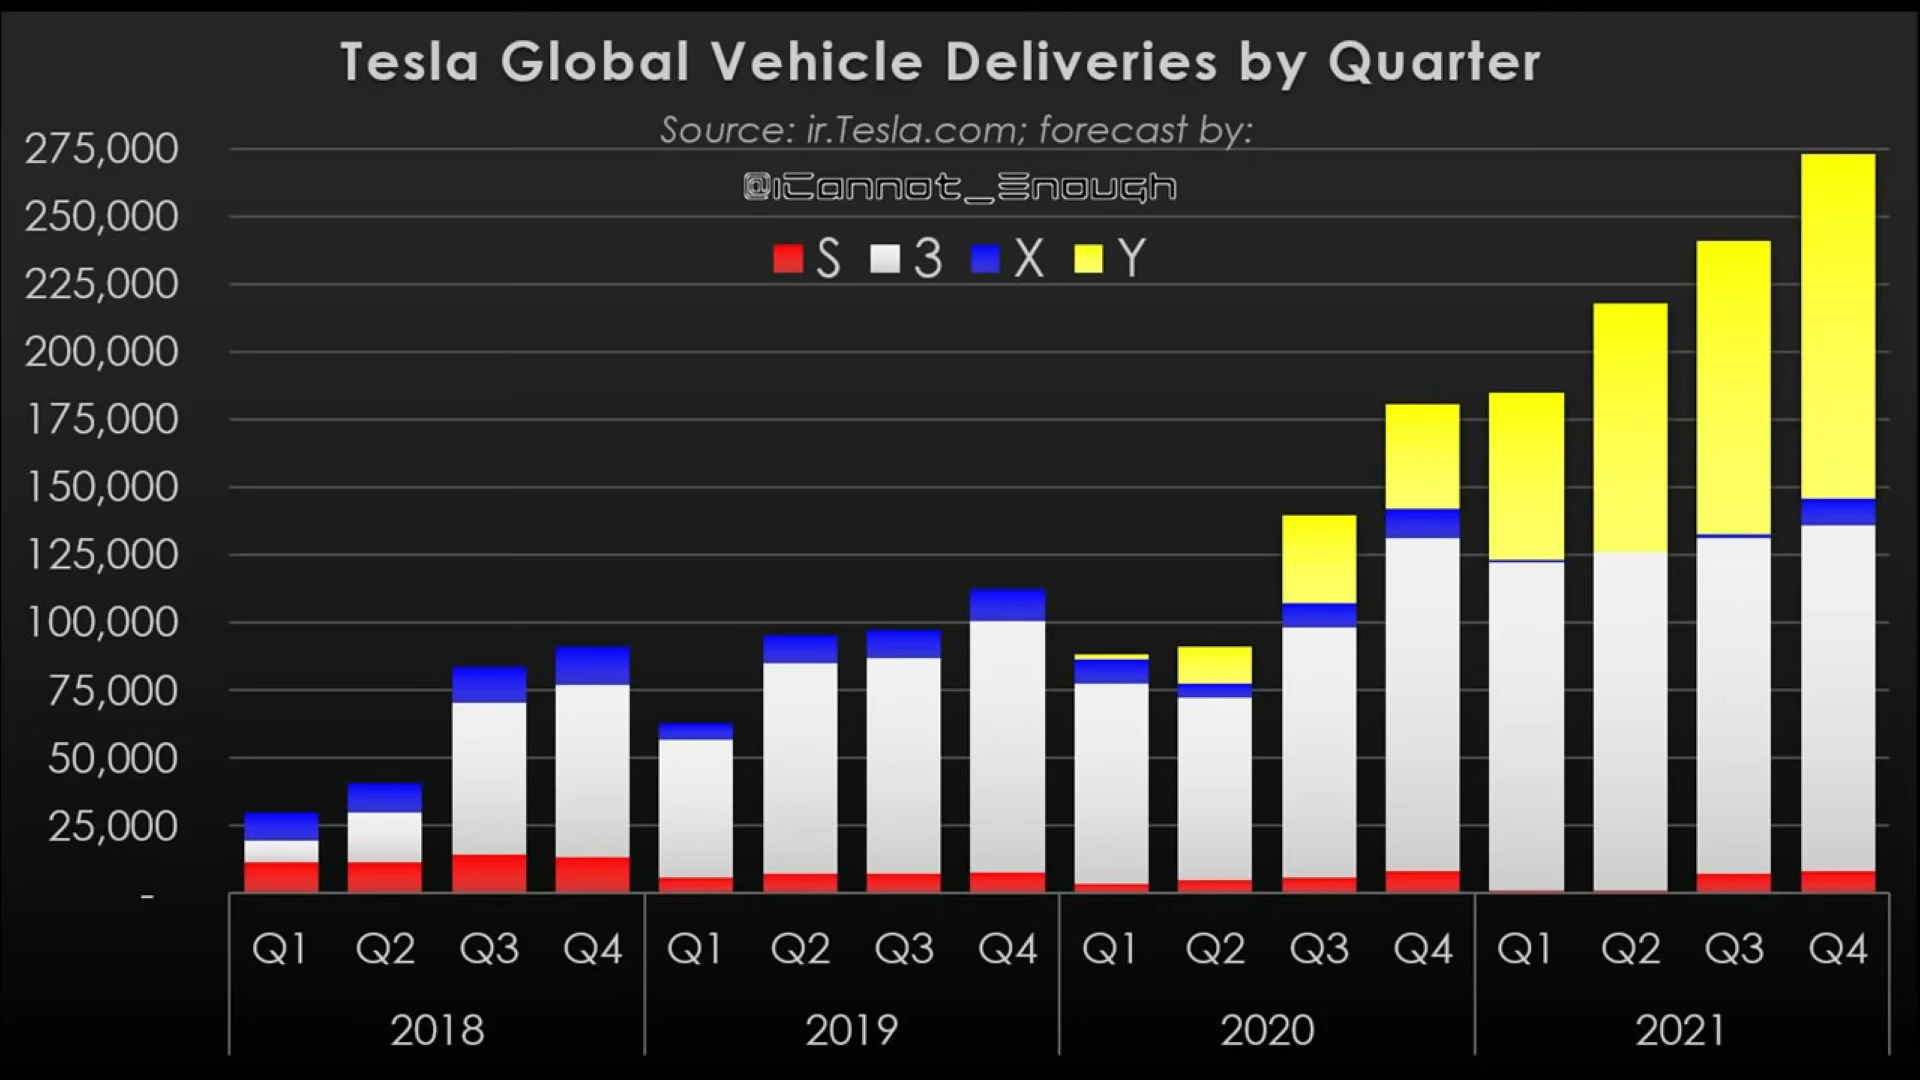 Tesla Global Vehicle Deliveries by Quarter
Source: ir.Tesla.com; forecast by:
@iCannot_Enough
S 3 X Y
275,000
250,000
225,000
200,000
175,000
150,000
125,000
100,000
75,000
50,000
25,000
-
Q1 Q2 Q3 Q4 Q1 Q2 Q3 Q4 Q1 Q2 Q3 Q4 Q1 Q2 Q3 Q4
2018 2019 2020 2021